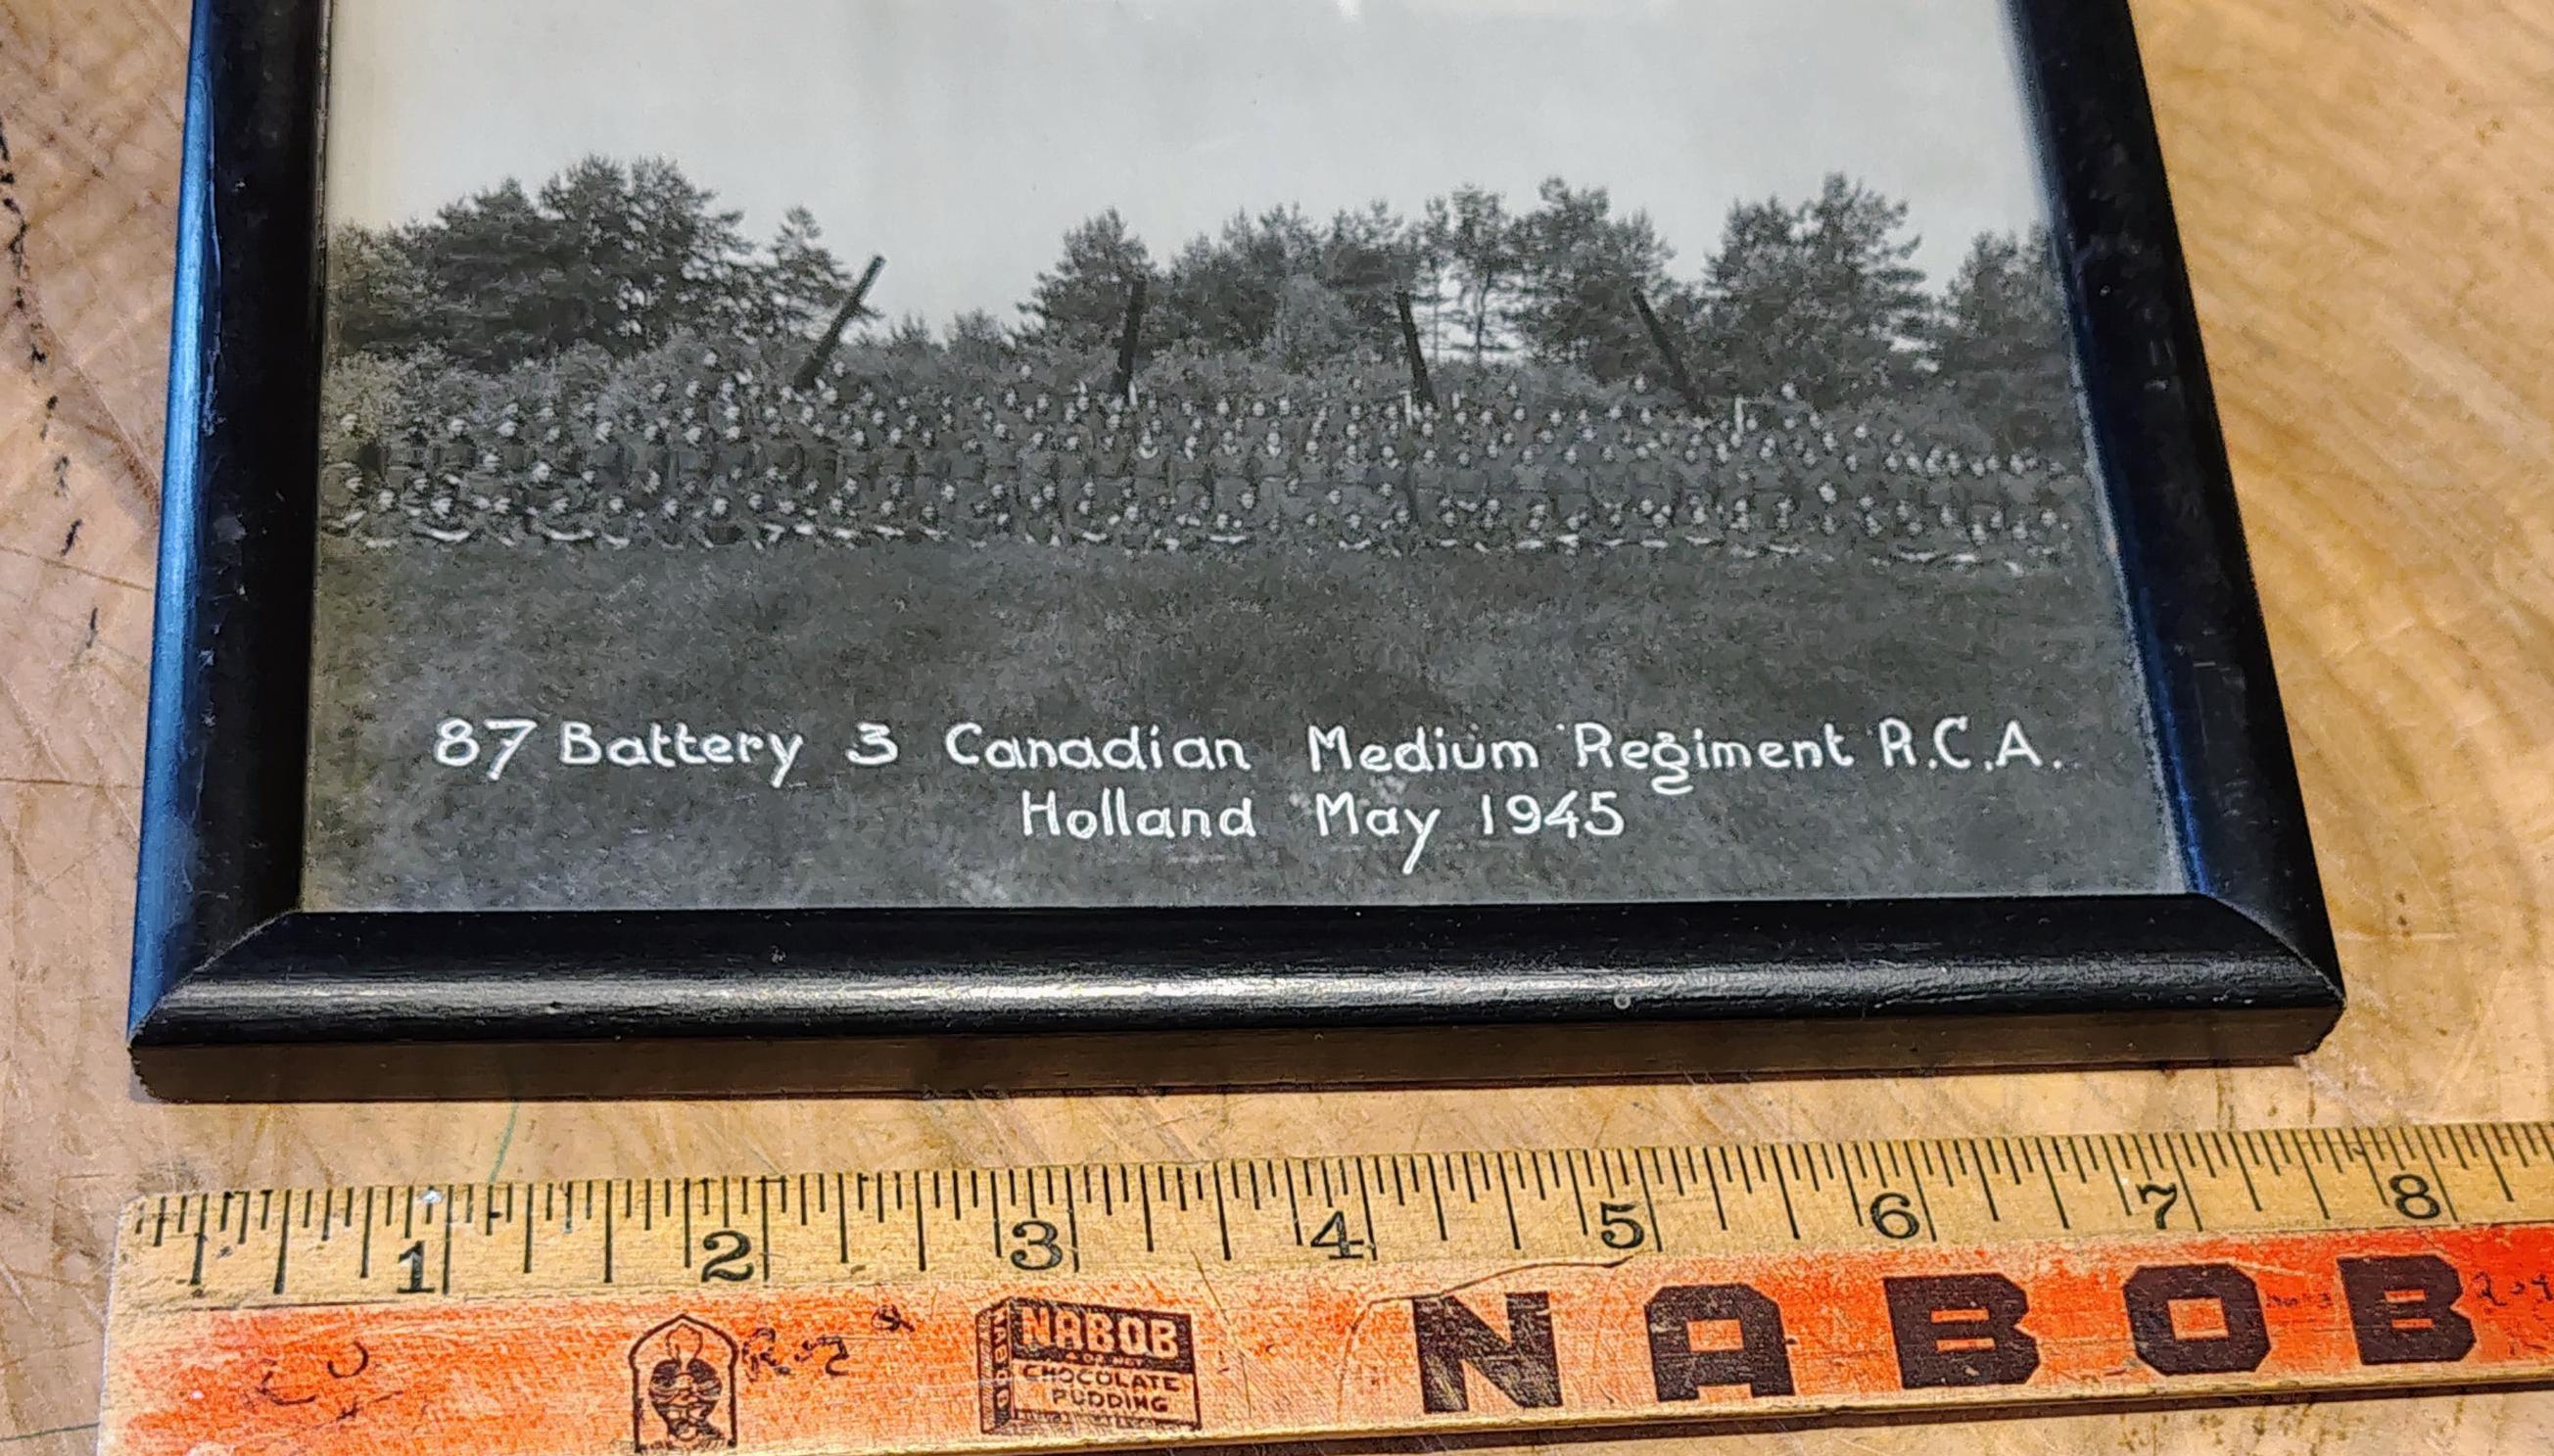 87 Battery 3 Canadian Medium Regiment R.C.A.
Holland May 1945
1 2 3 4 5 6 7 8
NABOB
NABOB
CHOCOLATE
PUDDING
NABOB